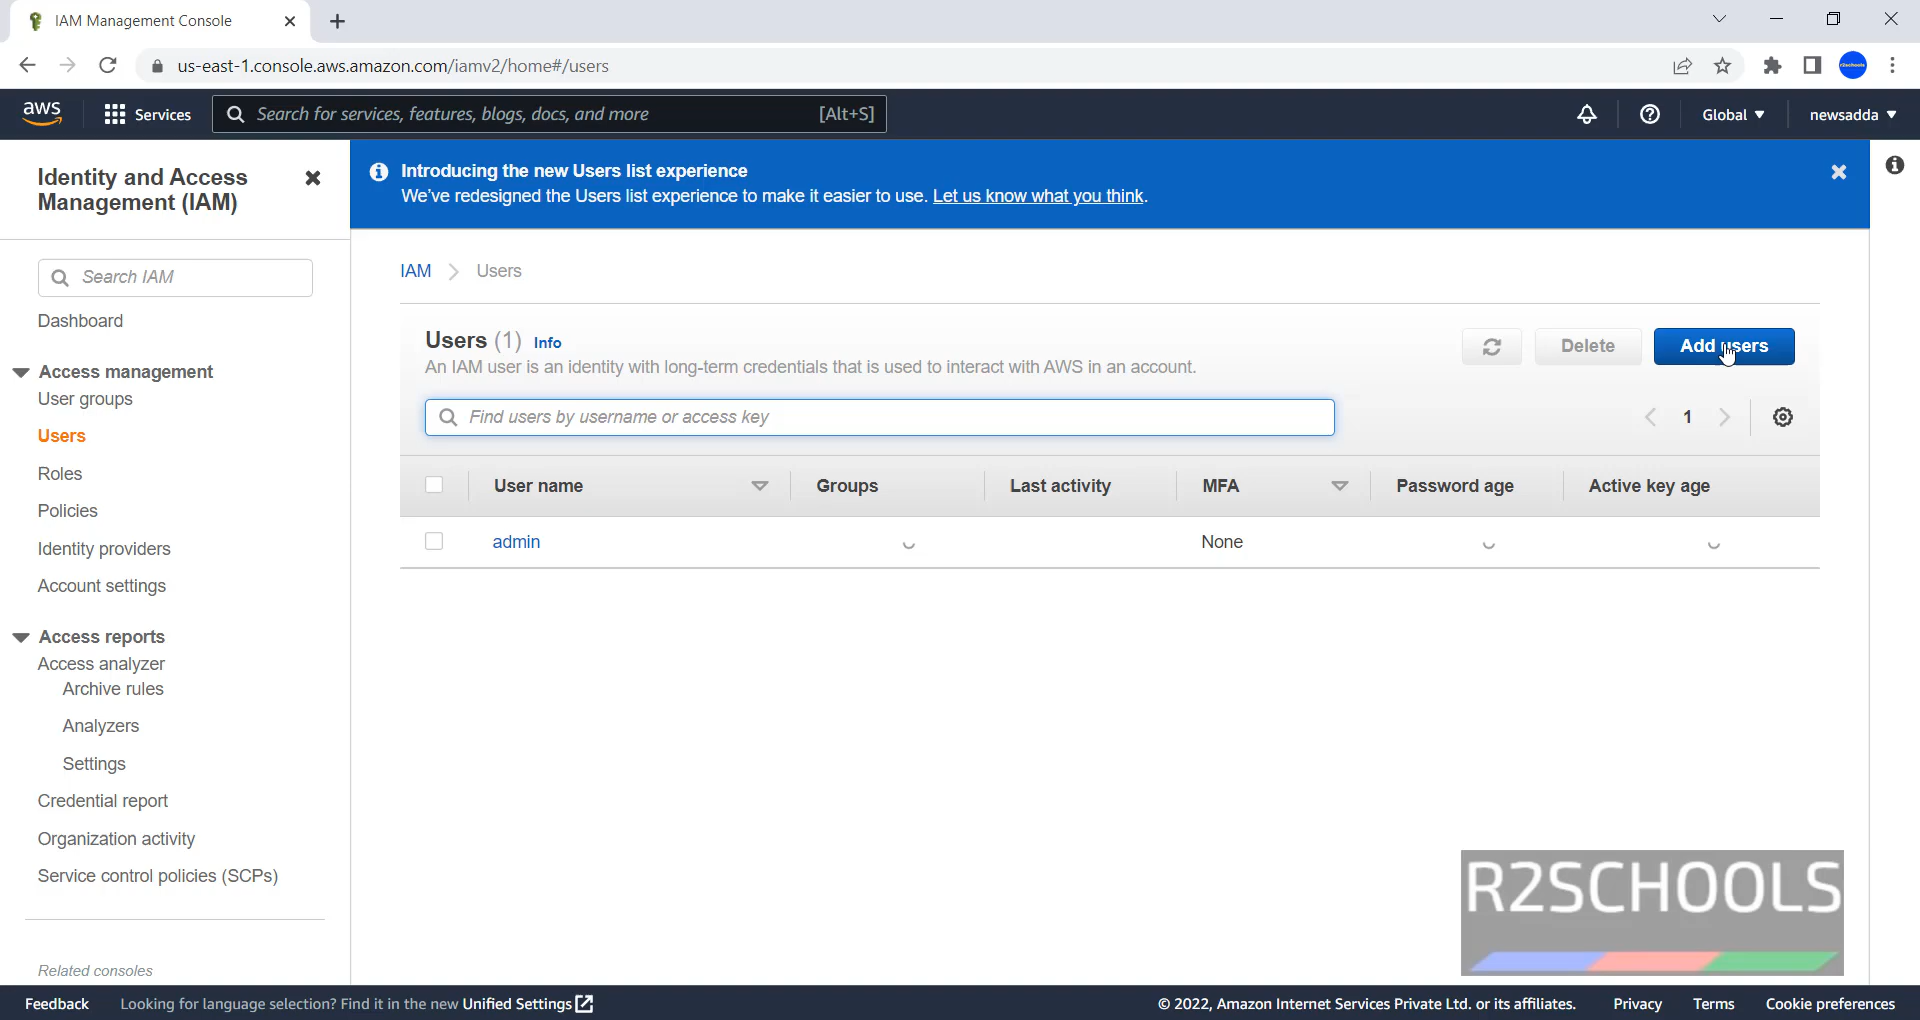 IAM Management Console
us-east-1.console.aws.amazon.com/iamv2/home#/users
r2schools
aws
Services
Search for services, features, blogs, docs, and more
[Alt+S]
Global
newsadda
Identity and Access
Management (IAM)
Search IAM
Dashboard
Access management
User groups
Users
Roles
Policies
Identity providers
Account settings
Access reports
Access analyzer
Archive rules
Analyzers
Settings
Credential report
Organization activity
Service control policies (SCPs)
Related consoles
Introducing the new Users list experience
We've redesigned the Users list experience to make it easier to use. Let us know what you think.
IAM > Users
Users (1) Info
An IAM user is an identity with long-term credentials that is used to interact with AWS in an account.
Delete
Add users
Find users by username or access key
1
User name Groups Last activity MFA Password age Active key age
admin None
R2SCHOOLS
Feedback Looking for language selection? Find it in the new Unified Settings
© 2022, Amazon Internet Services Private Ltd. or its affiliates. Privacy Terms Cookie preferences